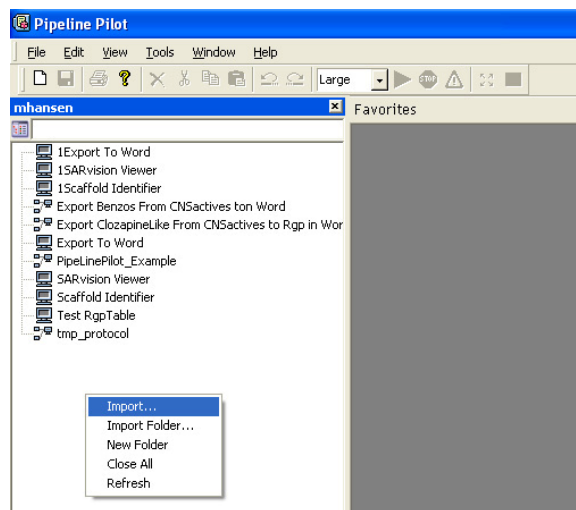 Pipeline Pilot
File Edit View Tools Window Help
Large STOP
mhansen
Favorites
1Export To Word
1SARvision Viewer
1Scaffold Identifier
Export Benzos From CNSactives ton Word
Export ClozapineLike From CNSactives to Rgp in Wor
Export To Word
PipeLinePilot_Example
SARvision Viewer
Scaffold Identifier
Test RgpTable
tmp_protocol
Import...
Import Folder...
New Folder
Close All
Refresh